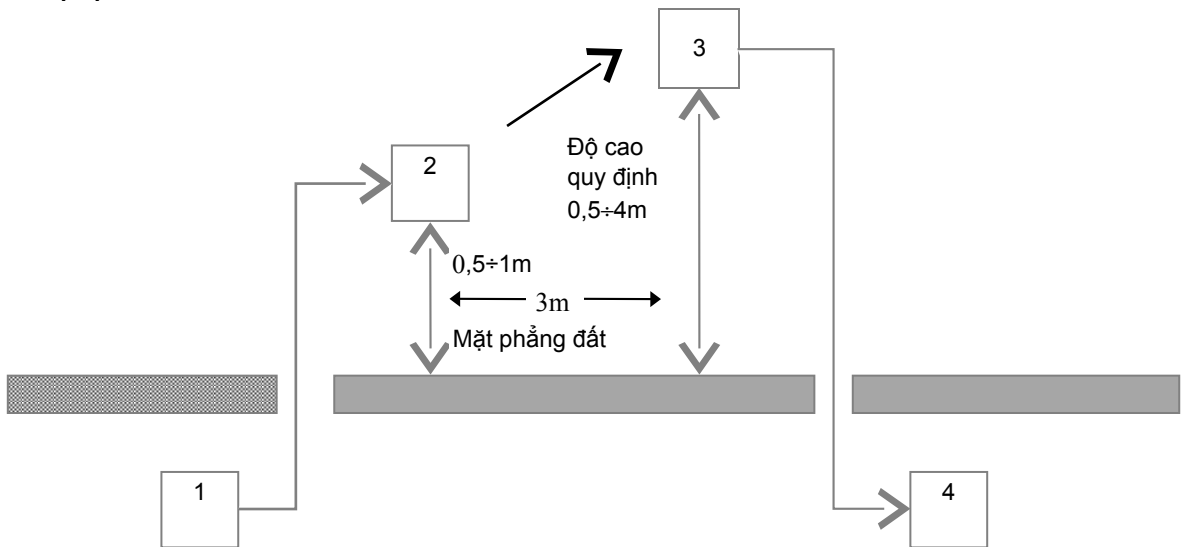 3
2
Độ cao
quy định
0,5÷4m
0,5÷1m
3m
Mặt phẳng đất
1
4